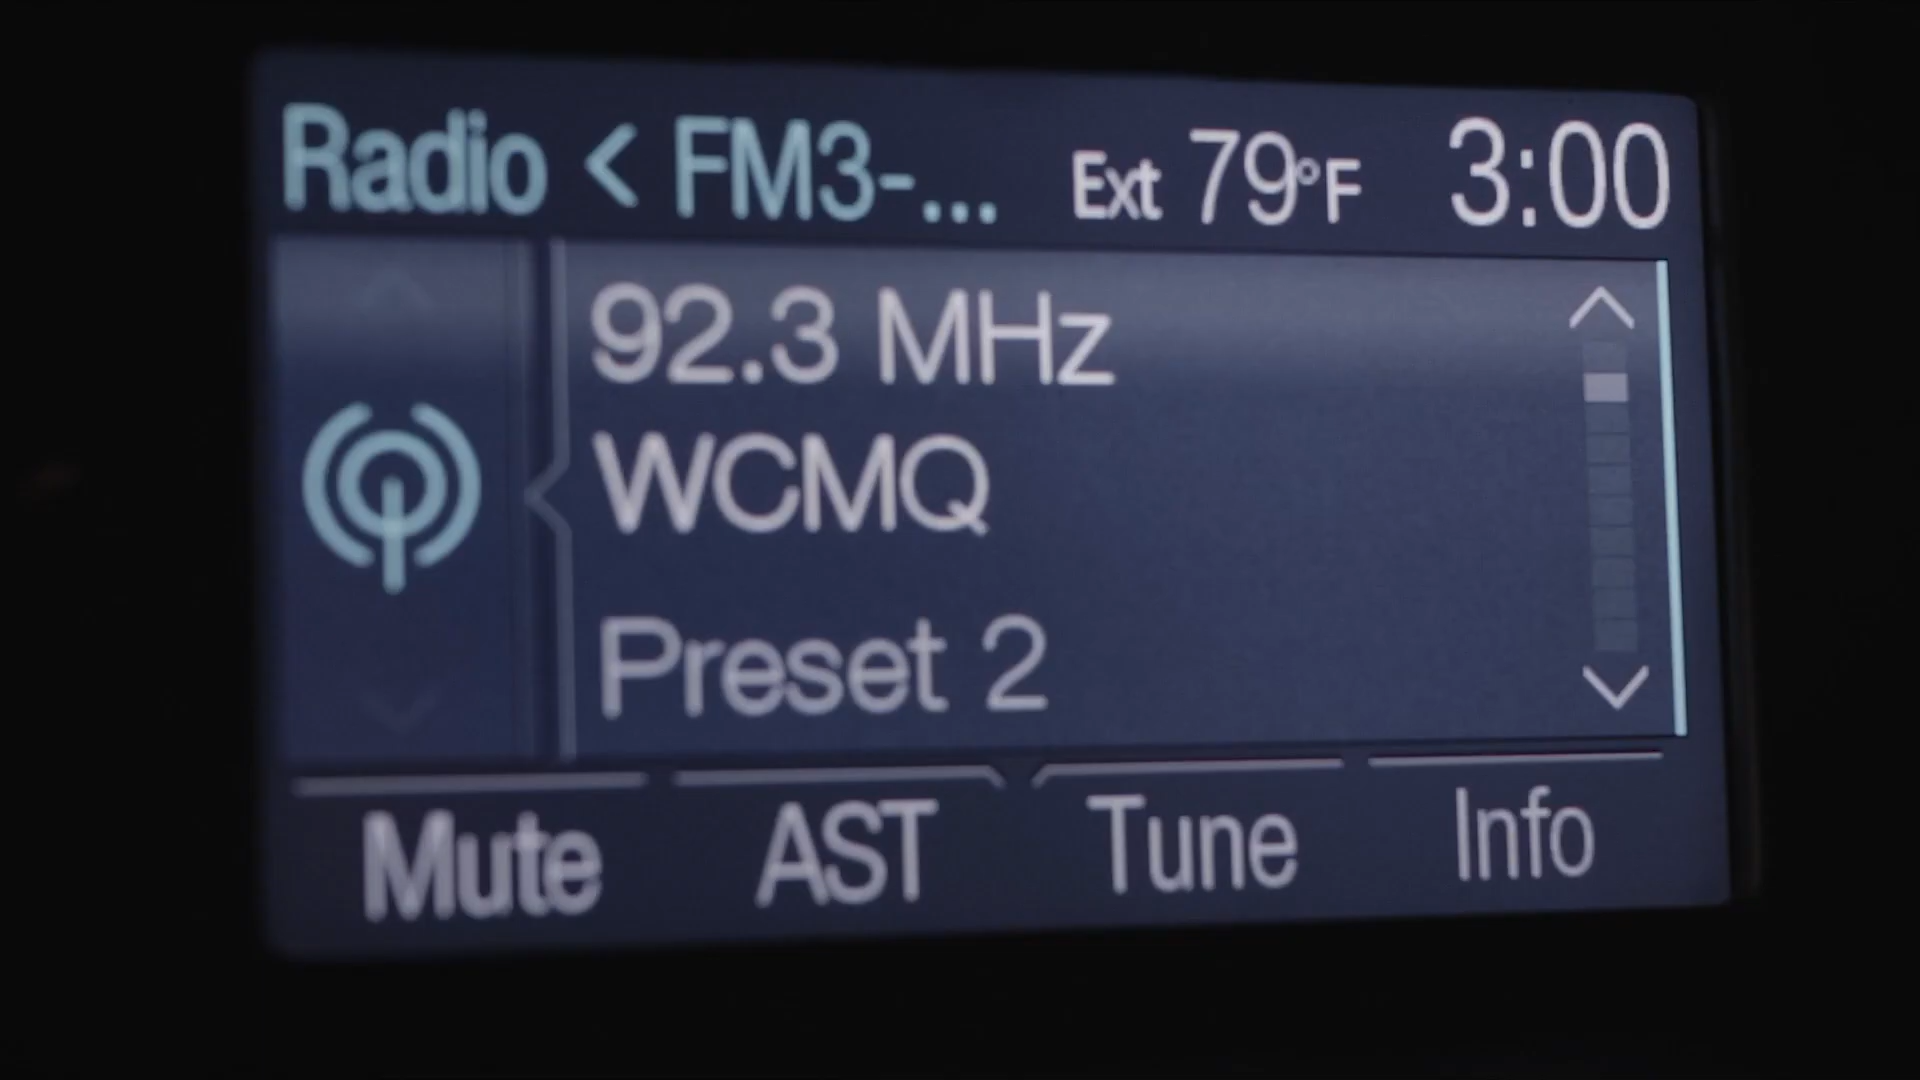 Radio < FM3-... Ext 79°F 3:00
92.3 MHz
WCMQ
Preset 2
Mute AST Tune Info